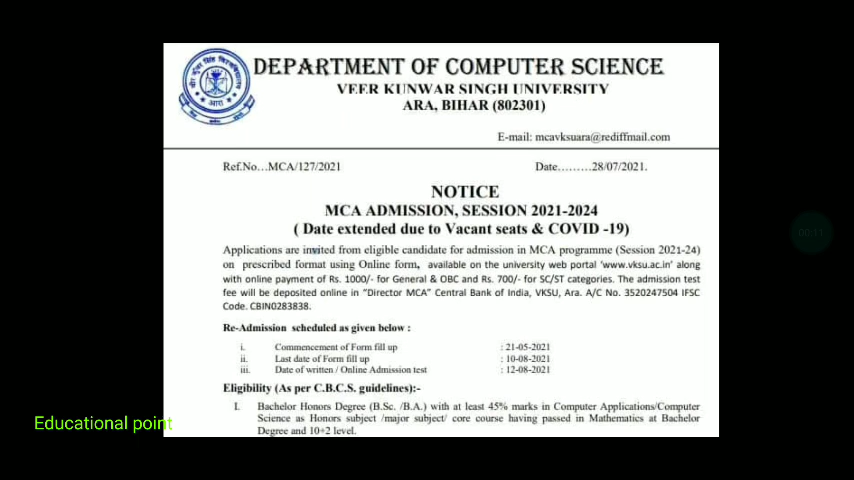 DEPARTMENT OF COMPUTER SCIENCE
VEER KUNWAR SINGH UNIVERSITY
ARA, BIHAR (802301)
E-mail: mcavksuara@rediffmail.com
Ref.No...MCA/127/2021 Date.........28/07/2021.
NOTICE
MCA ADMISSION, SESSION 2021-2024
( Date extended due to Vacant seats & COVID -19)
Applications are invited from eligible candidate for admission in MCA programme (Session 2021-24)
on prescribed format using Online form, available on the university web portal 'www.vksu.ac.in' along
with online payment of Rs. 1000/- for General & OBC and Rs. 700/- for SC/ST categories. The admission test
fee will be deposited online in "Director MCA" Central Bank of India, VKSU, Ara. A/C No. 3520247504 IFSC
Code. CBIN0283838.
Re-Admission scheduled as given below :
i. Commencement of Form fill up : 21-05-2021
ii. Last date of Form fill up : 10-08-2021
iii. Date of written / Online Admission test : 12-08-2021
Eligibility (As per C.B.C.S. guidelines):-
I. Bachelor Honors Degree (B.Sc. /B.A.) with at least 45% marks in Computer Applications/Computer
Science as Honors subject /major subject/ core course having passed in Mathematics at Bachelor
Degree and 10+2 level.
Educational point
00:11